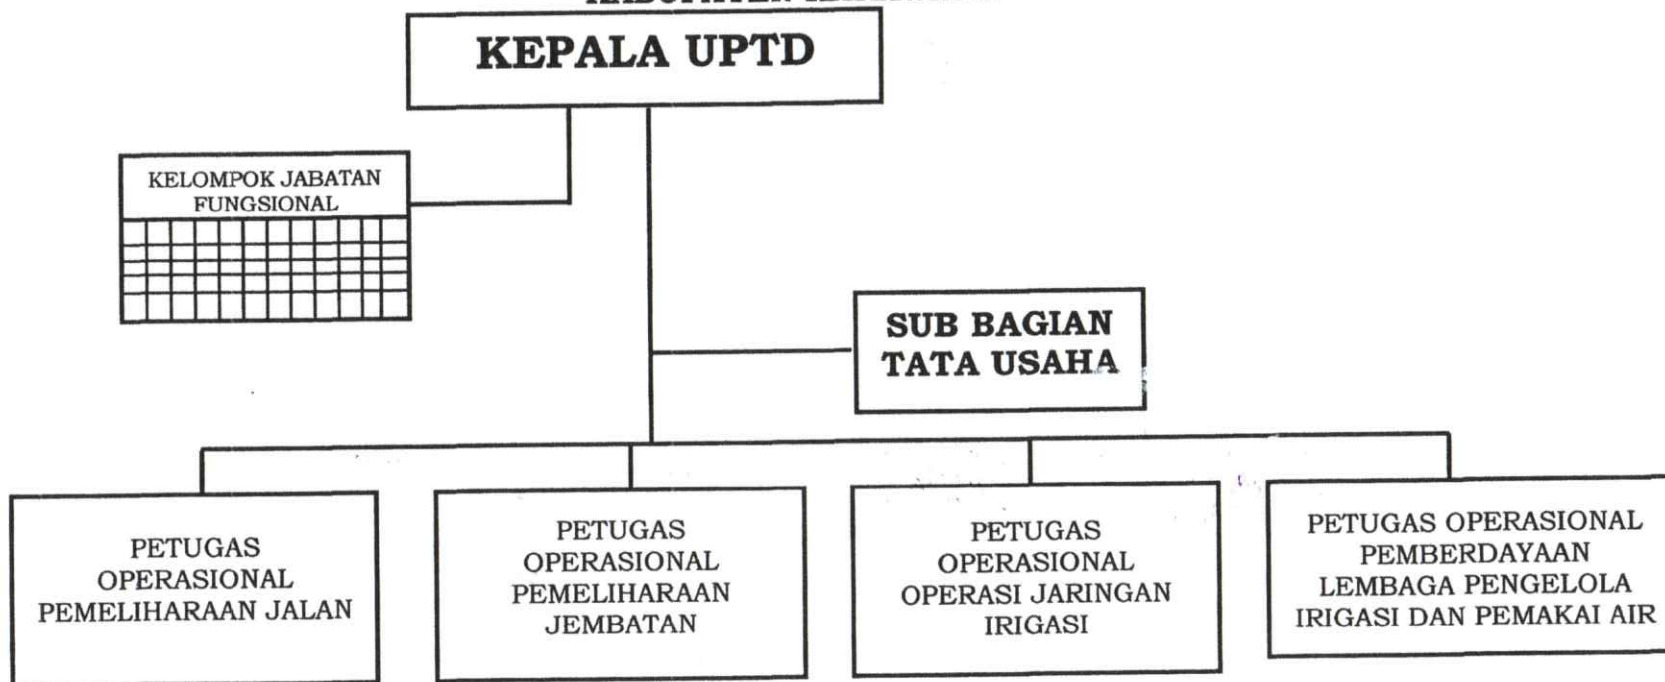 KEPALA UPTD
KELOMPOK JABATAN
FUNGSIONAL
SUB BAGIAN
TATA USAHA
PETUGAS
OPERASIONAL
PEMELIHARAAN JALAN
PETUGAS
OPERASIONAL
PEMELIHARAAN
JEMBATAN
PETUGAS
OPERASIONAL
OPERASI JARINGAN
IRIGASI
PETUGAS OPERASIONAL
PEMBERDAYAAN
LEMBAGA PENGELOLA
IRIGASI DAN PEMAKAI AIR